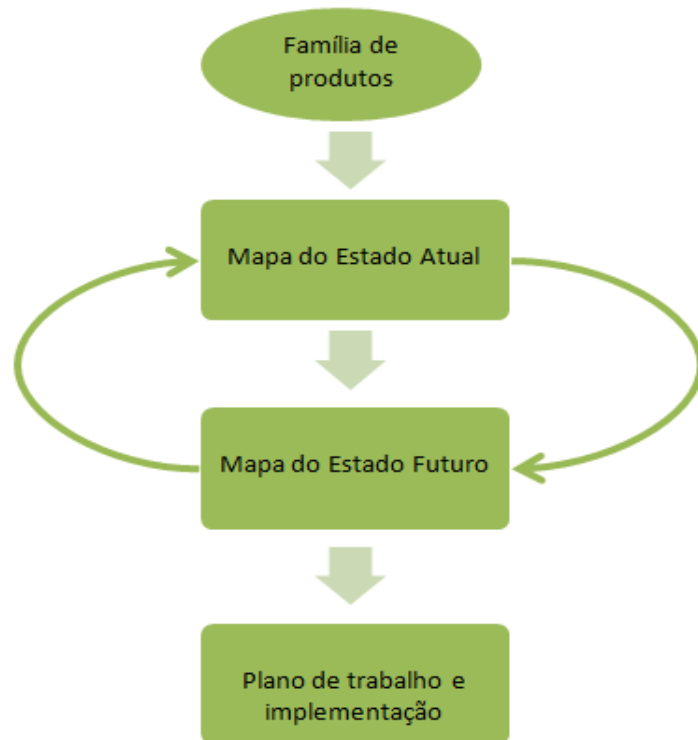 Família de
produtos
Mapa do Estado Atual
Mapa do Estado Futuro
Plano de trabalho e
implementação